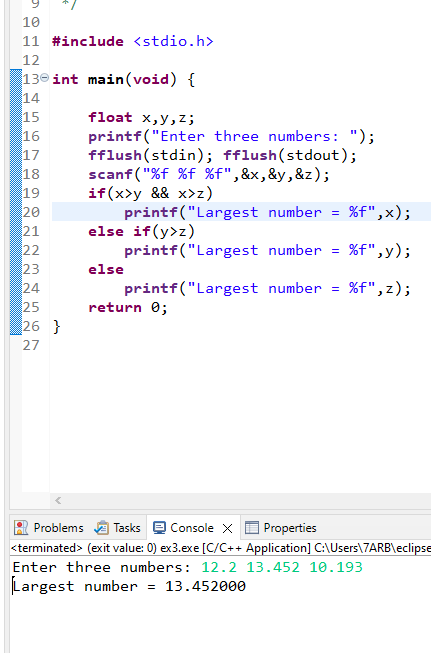 9 */
10
11 #include <stdio.h>
12
13 int main(void) {
14
15 float x,y,z;
16 printf("Enter three numbers: ");
17 fflush(stdin); fflush(stdout);
18 scanf("%f %f %f",&x,&y,&z);
19 if(x>y && x>z)
20 printf("Largest number = %f",x);
21 else if(y>z)
22 printf("Largest number = %f",y);
23 else
24 printf("Largest number = %f",z);
25 return 0;
26 }
27
Problems Tasks Console Properties
<terminated> (exit value: 0) ex3.exe [C/C++ Application] C:\Users\7ARB\eclipse
Enter three numbers: 12.2 13.452 10.193
Largest number = 13.452000